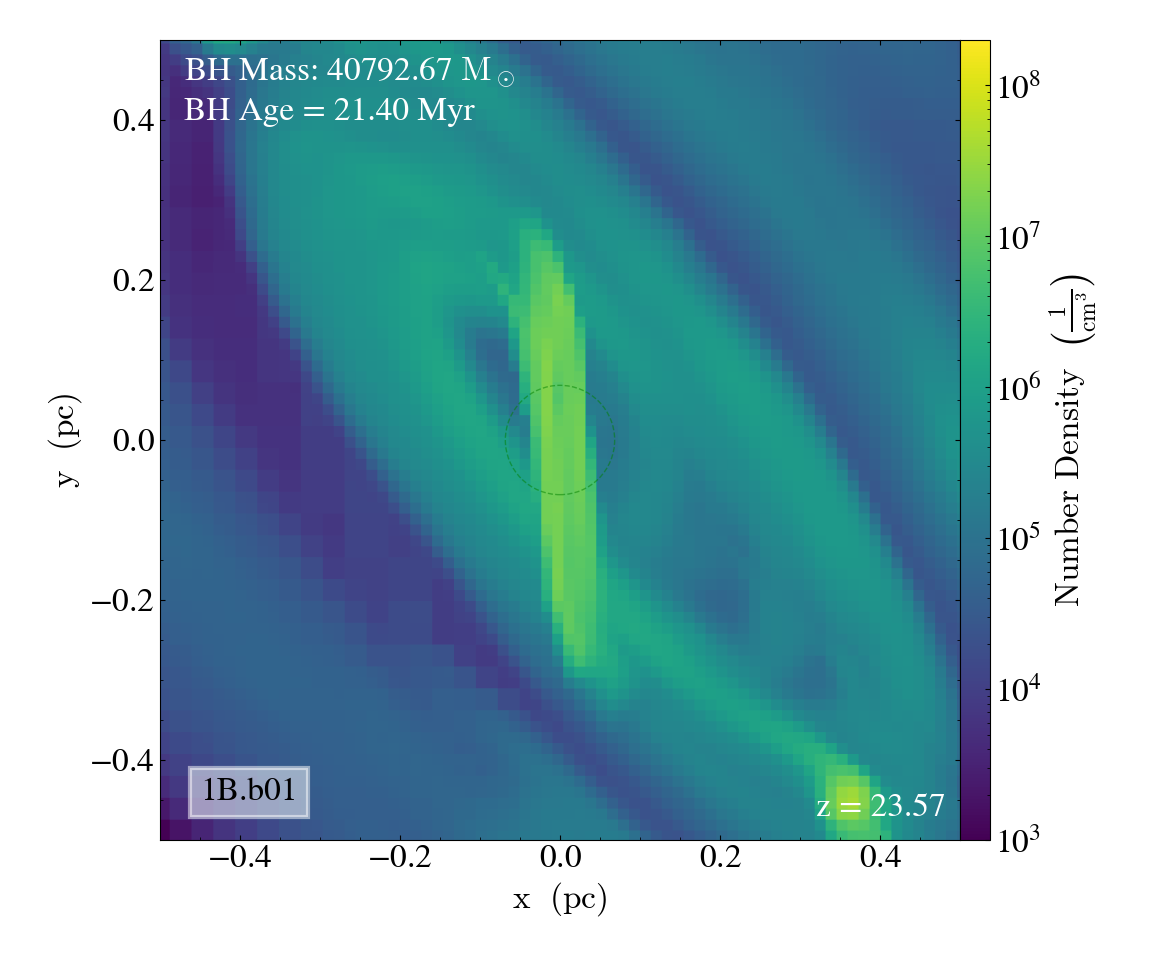 BH Mass: 40792.67 M⊙
BH Age = 21.40 Myr
0.4
0.2
0.0
−0.2
−0.4
y (pc)
1B.b01
z = 23.57
−0.4 −0.2 0.0 0.2 0.4
x (pc)
10⁸
10⁷
10⁶
10⁵
10⁴
10³
Number Density (1/cm³)